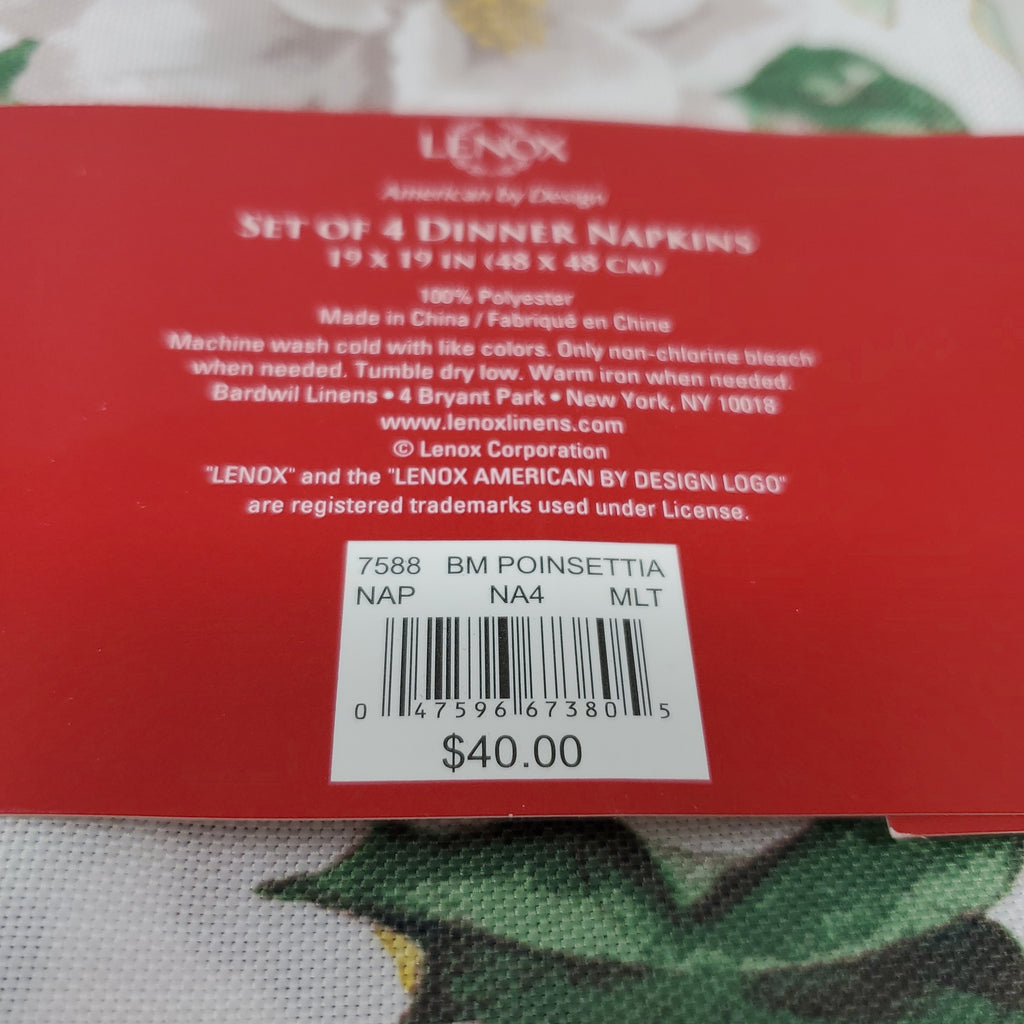 LENOX
American by Design
SET OF 4 DINNER NAPKINS
19 X 19 IN (48 X 48 CM)
100% Polyester
Made in China / Fabriqué en Chine
Machine wash cold with like colors. Only non-chlorine bleach
when needed. Tumble dry low. Warm iron when needed.
Bardwil Linens • 4 Bryant Park • New York, NY 10018
www.lenoxlinens.com
© Lenox Corporation
"LENOX" and the "LENOX AMERICAN BY DESIGN LOGO"
are registered trademarks used under License.
7588 BM POINSETTIA
NAP NA4 MLT
0 47596 67380 5
$40.00